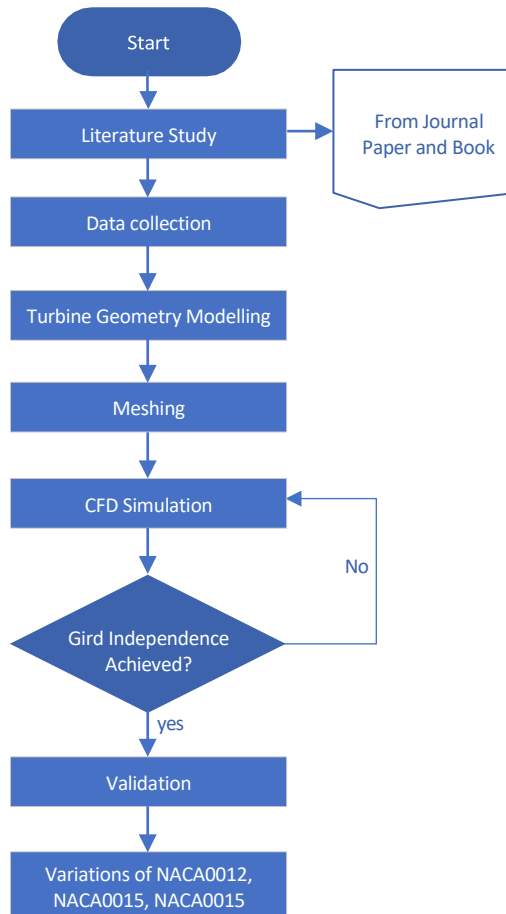 Start
Literature Study
From Journal
Paper and Book
Data collection
Turbine Geometry Modelling
Meshing
CFD Simulation
No
Gird Independence
Achieved?
yes
Validation
Variations of NACA0012,
NACA0015, NACA0015